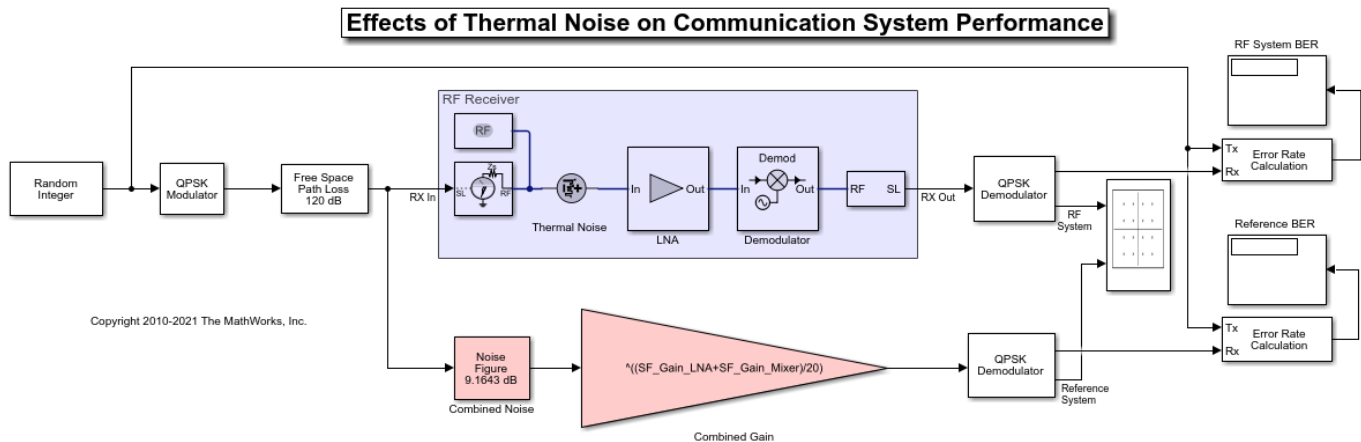 Effects of Thermal Noise on Communication System Performance
RF System BER
RF Receiver
RF
Random
Integer
QPSK
Modulator
Free Space
Path Loss
120 dB
RX In
SL
Zs
RF
Thermal Noise
In
Out
LNA
Demod
In
Out
Demodulator
RF
SL
RX Out
QPSK
Demodulator
RF
System
Tx
Rx
Error Rate
Calculation
Reference BER
Copyright 2010-2021 The MathWorks, Inc.
Noise
Figure
9.1643 dB
Combined Noise
^((SF_Gain_LNA+SF_Gain_Mixer)/20)
Combined Gain
QPSK
Demodulator
Reference
System
Tx
Rx
Error Rate
Calculation